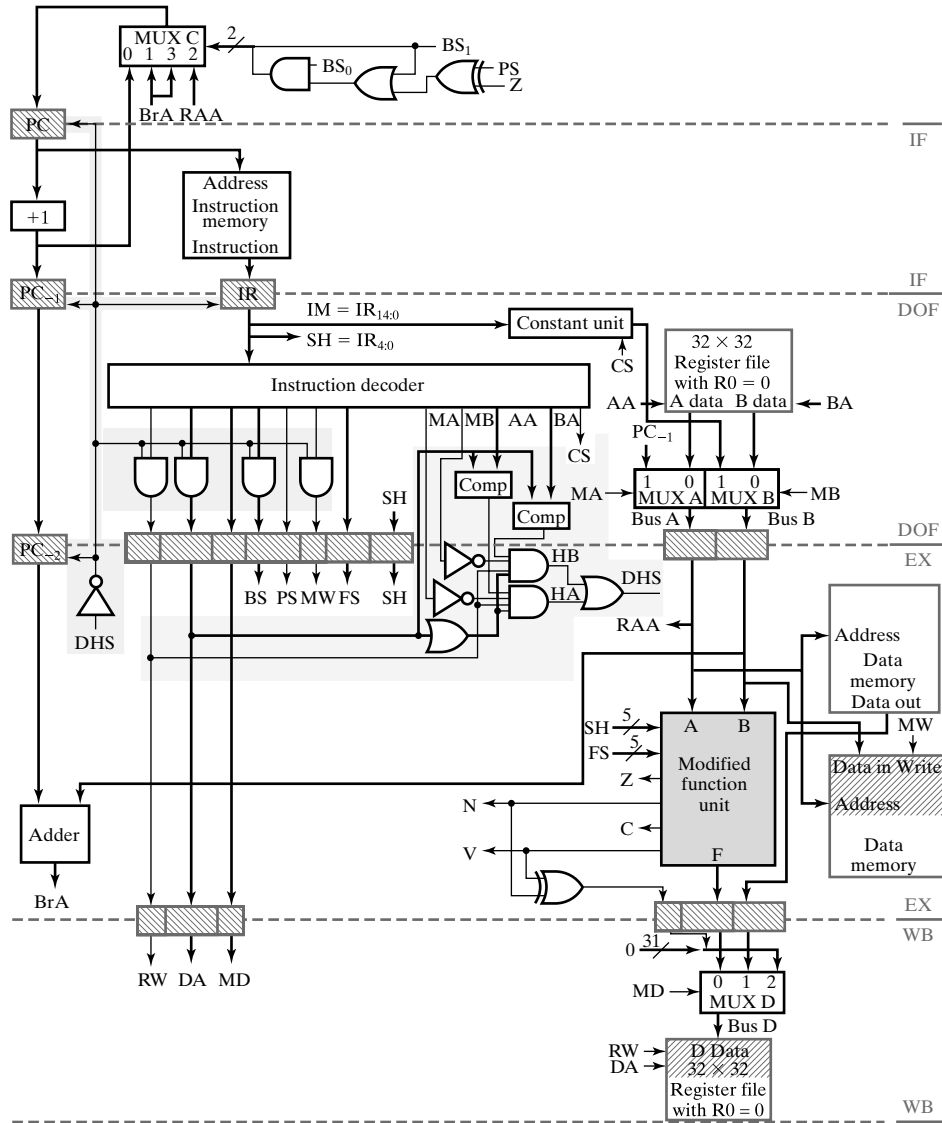 MUX C
0 1 3 2
2
BS1
BS0
PS
Z
BrA RAA
PC
IF
Address
Instruction
memory
Instruction
+1
PC−1
IR
IF
DOF
IM = IR14:0
SH = IR4:0
Constant unit
CS
32 × 32
Register file
with R0 = 0
A data B data
AA
BA
Instruction decoder
MA MB AA BA
CS
PC−1
Comp
Comp
1 0 1 0
MUX A MUX B
MA
MB
SH
Bus A
Bus B
DOF
EX
PC−2
HB
HA
DHS
BS PS MW FS SH
DHS
RAA
Address
Data
memory
Data out
MW
SH 5
FS 5
A B
Modified
function
unit
F
Z
N
C
V
Data in Write
Address
Data
memory
Adder
BrA
EX
WB
RW DA MD
0 31
0 1 2
MUX D
MD
Bus D
RW
DA
D Data
32 × 32
Register file
with R0 = 0
WB